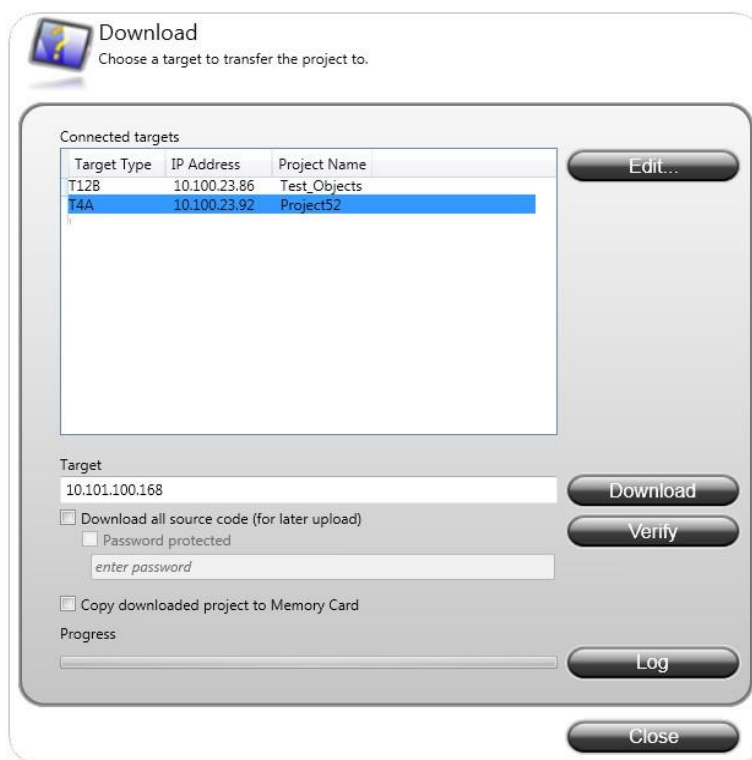 Download
Choose a target to transfer the project to.
Connected targets
Target Type IP Address Project Name
T12B 10.100.23.86 Test_Objects
T4A 10.100.23.92 Project52
Edit...
Target
10.101.100.168
Download
Download all source code (for later upload)
Verify
Password protected
enter password
Copy downloaded project to Memory Card
Progress
Log
Close